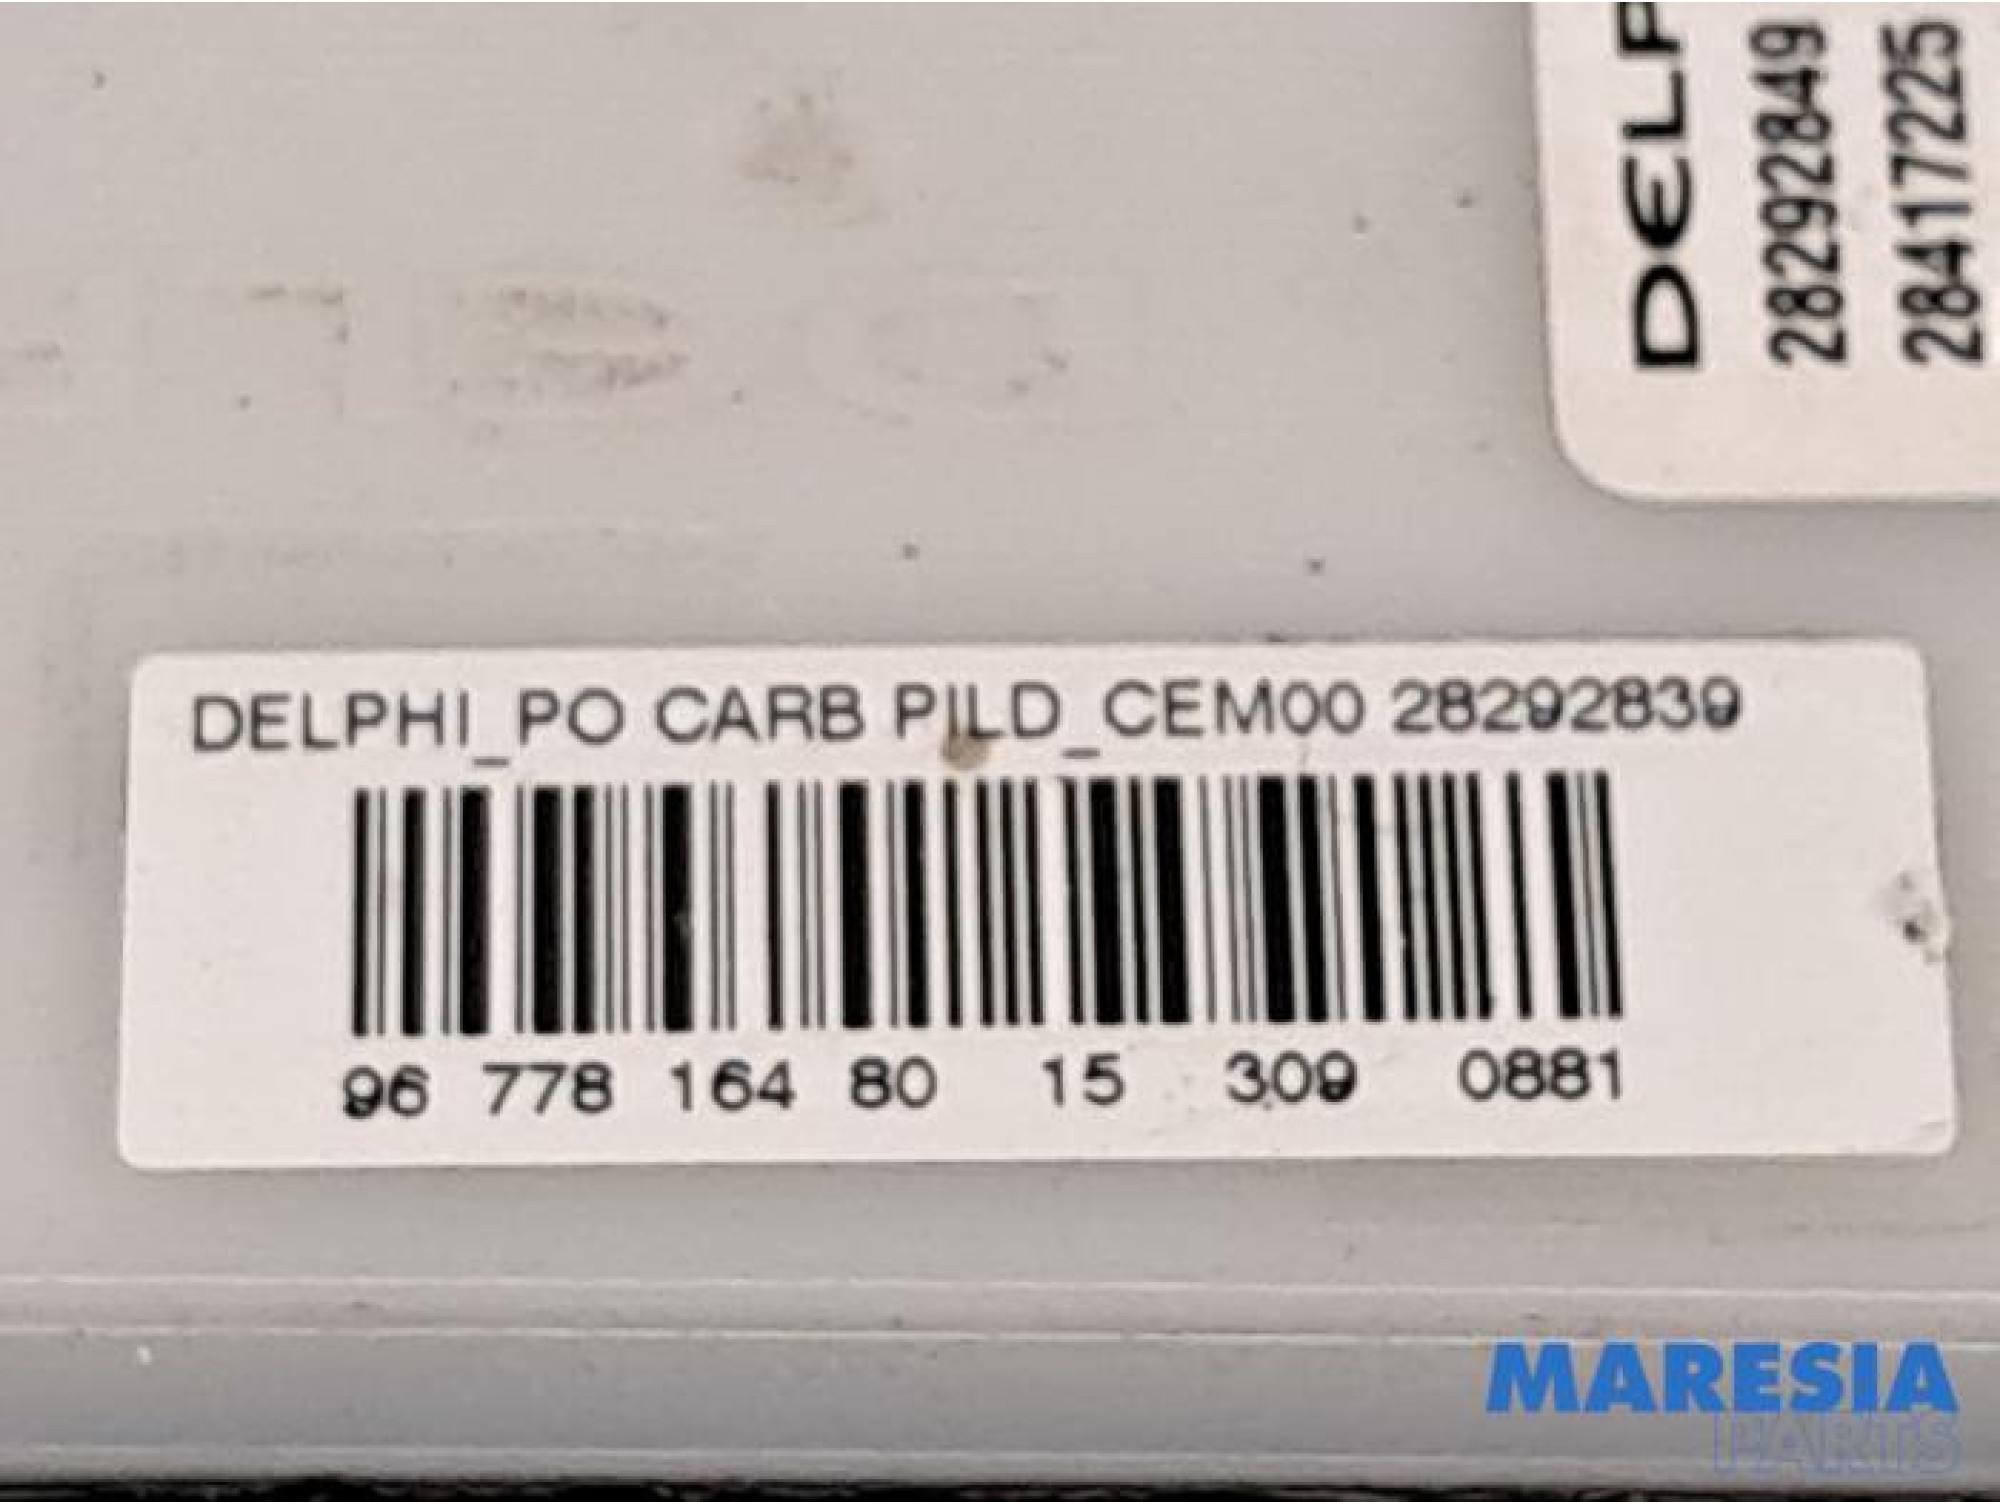 DELP
28292849
28417225
DELPHI_PO CARB PILD_CEM00 28292839
96 778 164 80 15 309 0881
MARESIA
PARTS